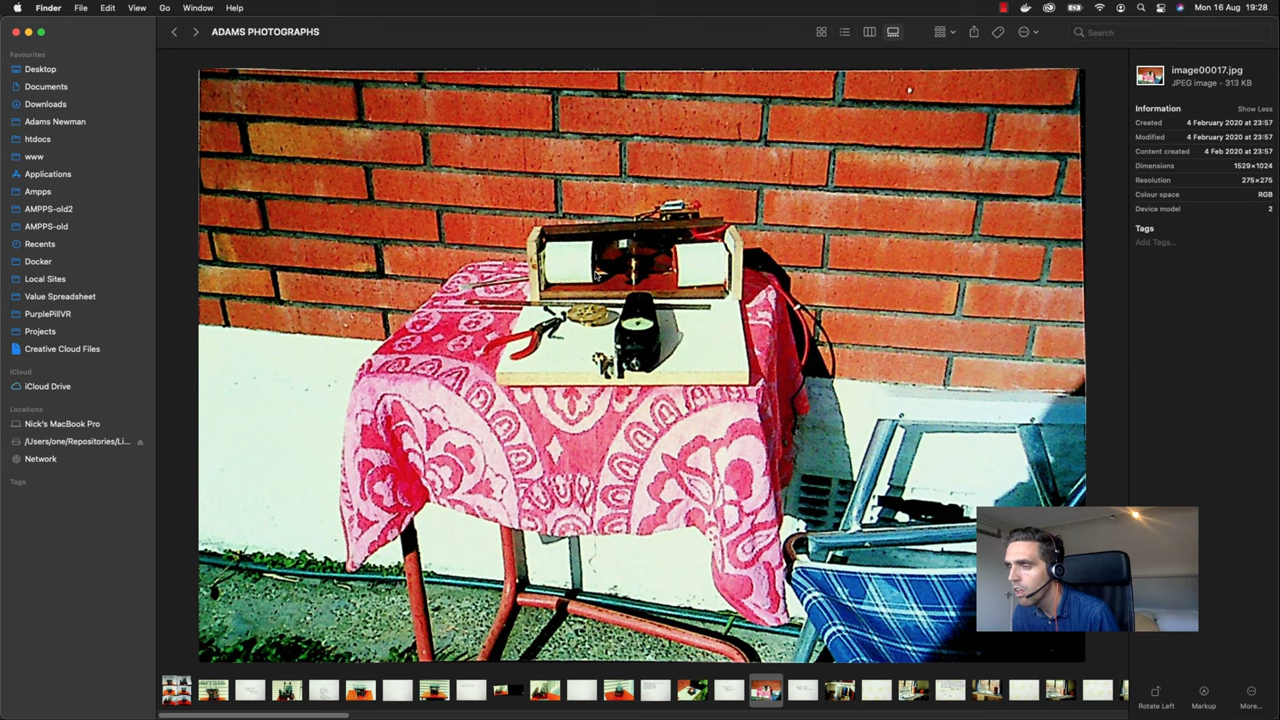 Finder File Edit View Go Window Help Mon 16 Aug 19:28
ADAMS PHOTOGRAPHS
Search
Favourites
Desktop
Documents
Downloads
Adams Newman
htdocs
www
Applications
Ampps
AMPPS-old2
AMPPS-old
Recents
Docker
Local Sites
Value Spreadsheet
PurplePillVR
Projects
Creative Cloud Files
iCloud
iCloud Drive
Locations
Nick's MacBook Pro
/Users/one/Repositories/Li...
Network
Tags
image00017.jpg
JPEG image - 313 KB
Information Show Less
Created 4 February 2020 at 23:57
Modified 4 February 2020 at 23:57
Content created 4 Feb 2020 at 23:57
Dimensions 1529×1024
Resolution 275×275
Colour space RGB
Device model 2
Tags
Add Tags...
Rotate Left Markup More...